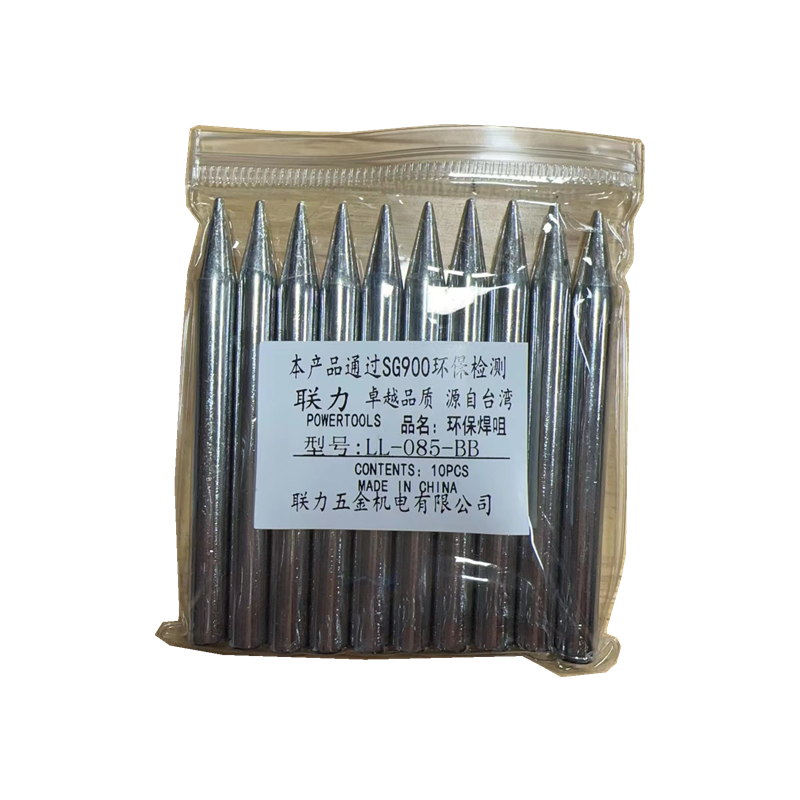 本产品通过SG900环保检测
联力 卓越品质 源自台湾
POWERTOOLS 品名：环保焊咀
型号:LL-085-BB
CONTENTS: 10PCS
MADE IN CHINA
联力五金机电有限公司